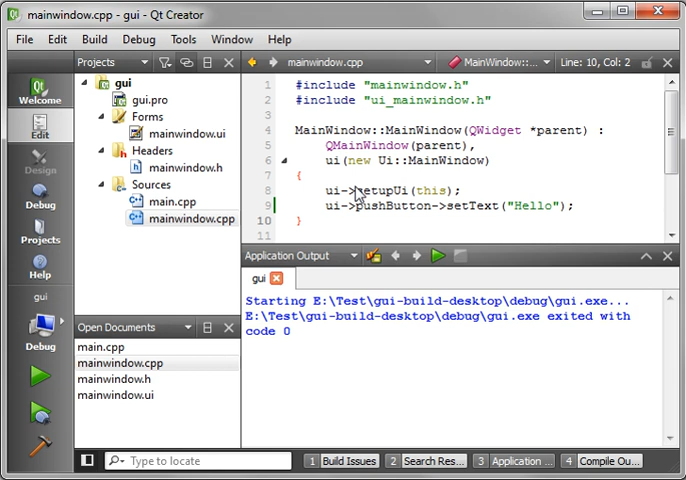 mainwindow.cpp - gui - Qt Creator
File Edit Build Debug Tools Window Help
Projects
mainwindow.cpp
MainWindow::...
Line: 10, Col: 2
Welcome
Edit
Design
Debug
Projects
Help
gui
Debug
gui
gui.pro
Forms
mainwindow.ui
Headers
mainwindow.h
Sources
main.cpp
mainwindow.cpp
Open Documents
main.cpp
mainwindow.cpp
mainwindow.h
mainwindow.ui
1 #include "mainwindow.h"
2 #include "ui_mainwindow.h"
3
4 MainWindow::MainWindow(QWidget *parent) :
5 QMainWindow(parent),
6 ui(new Ui::MainWindow)
7 {
8 ui->setupUi(this);
9 ui->pushButton->setText("Hello");
10 }
11
Application Output
gui
Starting E:\Test\gui-build-desktop\debug\gui.exe...
E:\Test\gui-build-desktop\debug\gui.exe exited with
code 0
Type to locate
1 Build Issues
2 Search Res...
3 Application ...
4 Compile Ou...